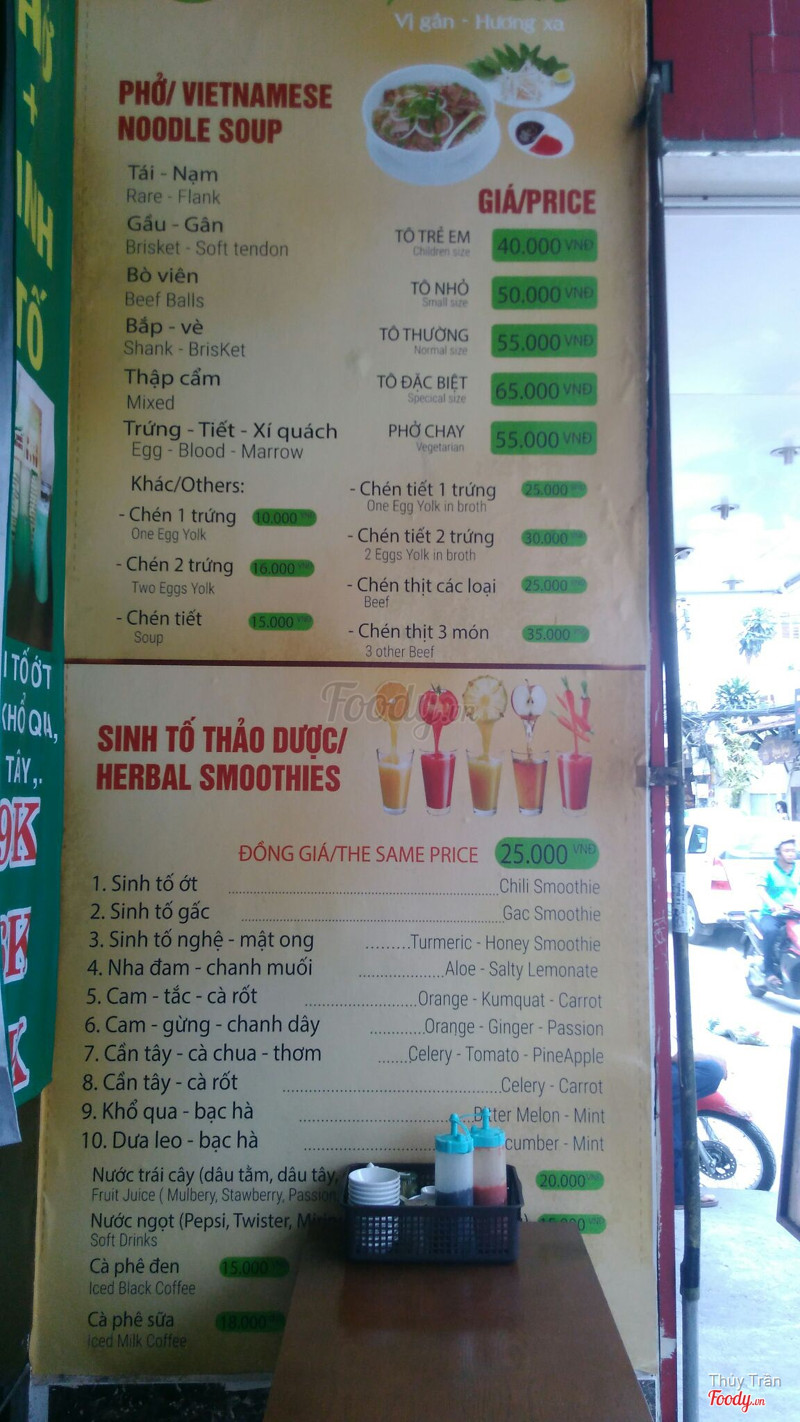 Vị gần - Hương xa
PHỞ/ VIETNAMESE
NOODLE SOUP
Tái - Nạm
Rare - Flank
Gầu - Gân
Brisket - Soft tendon
Bò viên
Beef Balls
Bắp - vè
Shank - BrisKet
Thập cẩm
Mixed
Trứng - Tiết - Xí quách
Egg - Blood - Marrow
GIÁ/PRICE
TÔ TRẺ EM 40.000 VNĐ
Children size
TÔ NHỎ 50.000 VNĐ
Small size
TÔ THƯỜNG 55.000 VNĐ
Normal size
TÔ ĐẶC BIỆT 65.000 VNĐ
Specical size
PHỞ CHAY 55.000 VNĐ
Vegetarian
Khác/Others:
- Chén 1 trứng 10.000
One Egg Yolk
- Chén 2 trứng 16.000
Two Eggs Yolk
- Chén tiết 15.000
Soup
- Chén tiết 1 trứng 25.000
One Egg Yolk in broth
- Chén tiết 2 trứng 30.000
2 Eggs Yolk in broth
- Chén thịt các loại 25.000
Beef
- Chén thịt 3 món 35.000
3 other Beef
Foody.vn
SINH TỐ THẢO DƯỢC/
HERBAL SMOOTHIES
ĐỒNG GIÁ/THE SAME PRICE 25.000 VNĐ
1. Sinh tố ớt Chili Smoothie
2. Sinh tố gấc Gac Smoothie
3. Sinh tố nghệ - mật ong Turmeric - Honey Smoothie
4. Nha đam - chanh muối Aloe - Salty Lemonate
5. Cam - tắc - cà rốt Orange - Kumquat - Carrot
6. Cam - gừng - chanh dây Orange - Ginger - Passion
7. Cần tây - cà chua - thơm Celery - Tomato - PineApple
8. Cần tây - cà rốt Celery - Carrot
9. Khổ qua - bạc hà Bitter Melon - Mint
10. Dưa leo - bạc hà cumber - Mint
Nước trái cây (dâu tằm, dâu tây, 20.000
Fruit Juice ( Mulbery, Stawberry, Passion
Nước ngọt (Pepsi, Twister,
Soft Drinks
Cà phê đen 15.000
Iced Black Coffee
Cà phê sữa 18.000
Iced Milk Coffee
+
INH
TỐ
I TỐ ỚT
KHỔ QUA,
TÂY,.
9K
K
Thúy Trần
Foody.vn